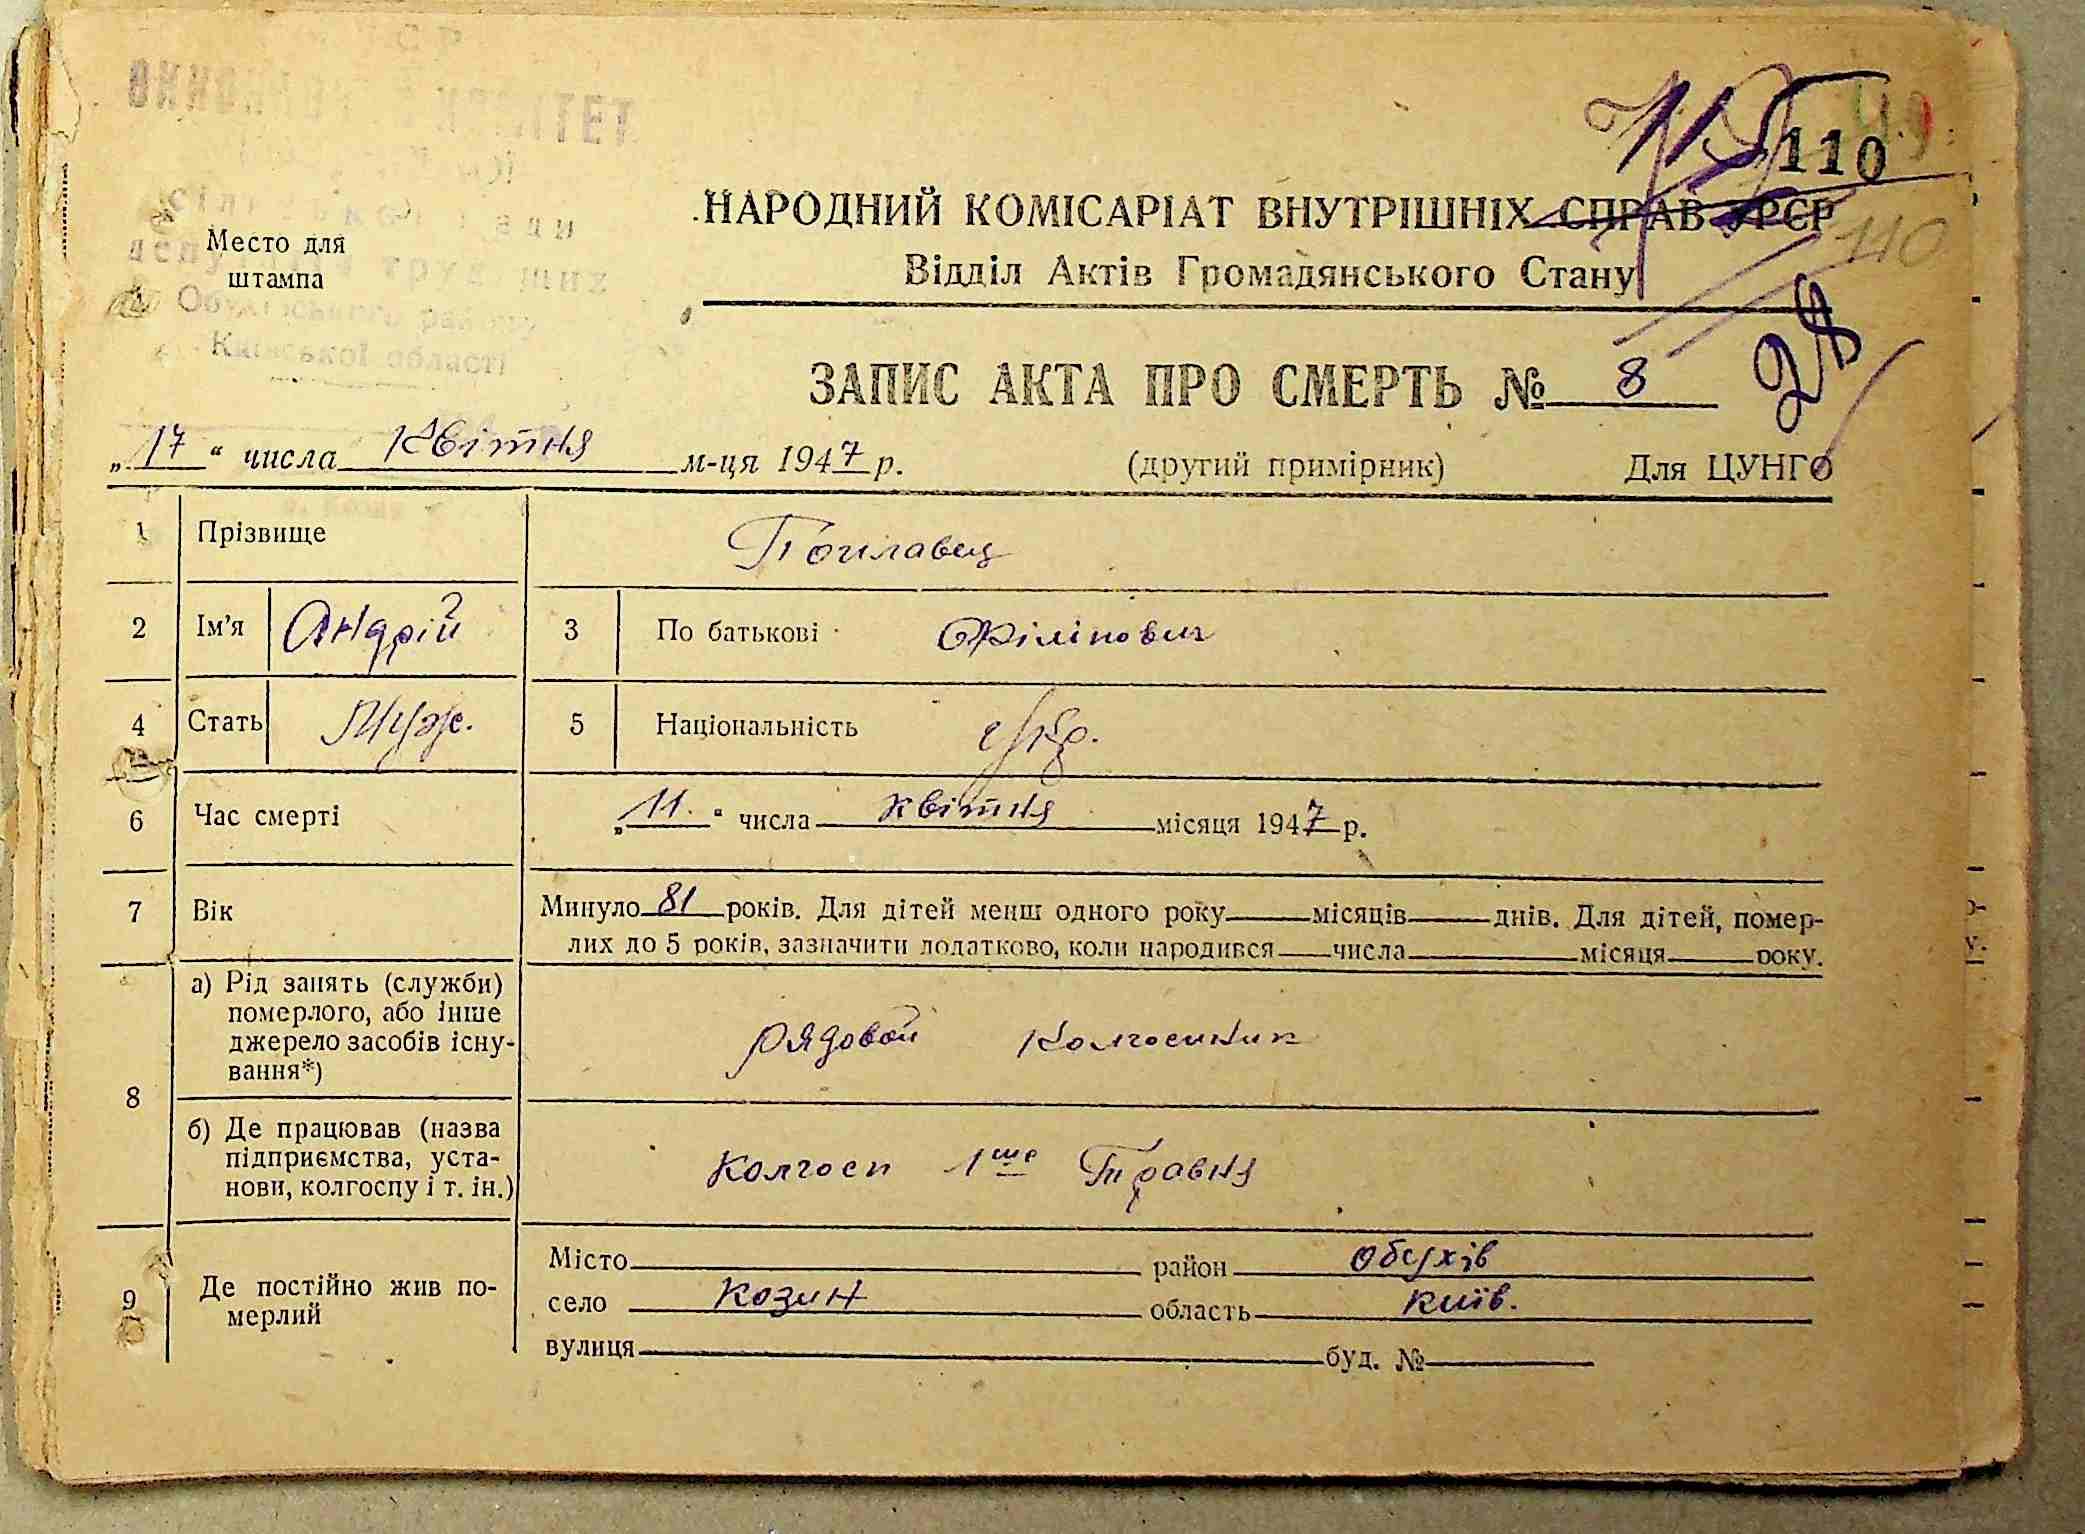 Место для
штампа
Київської області
110
110
НАРОДНИЙ КОМІСАРІАТ ВНУТРІШНІХ СПРАВ УРСР
Відділ Актів Громадянського Стану
28
ЗАПИС АКТА ПРО СМЕРТЬ № 8
„17“ числа Квітня м-ця 1947 р. (другий примірник) Для ЦУНГО
1 Прізвище
2 Ім'я Андрій 3 По батькові Філіпович
4 Стать Муж. 5 Національність Укр.
6 Час смерті „11“ числа квітня місяця 1947 р.
7 Вік Минуло 81 років. Для дітей менш одного року місяців днів. Для дітей, помер-
лих до 5 років, зазначити додатково, коли народився числа місяця року.
8 а) Рід занять (служби)
померлого, або інше
джерело засобів існу-
вання*)
рядовой колгосник
б) Де працював (назва
підприємства, уста-
нови, колгоспу і т. ін.)
Колгосп 1ше Травня
9 Де постійно жив по-
мерлий
Місто район Обухів
село Козин область Київ.
вулиця буд. №